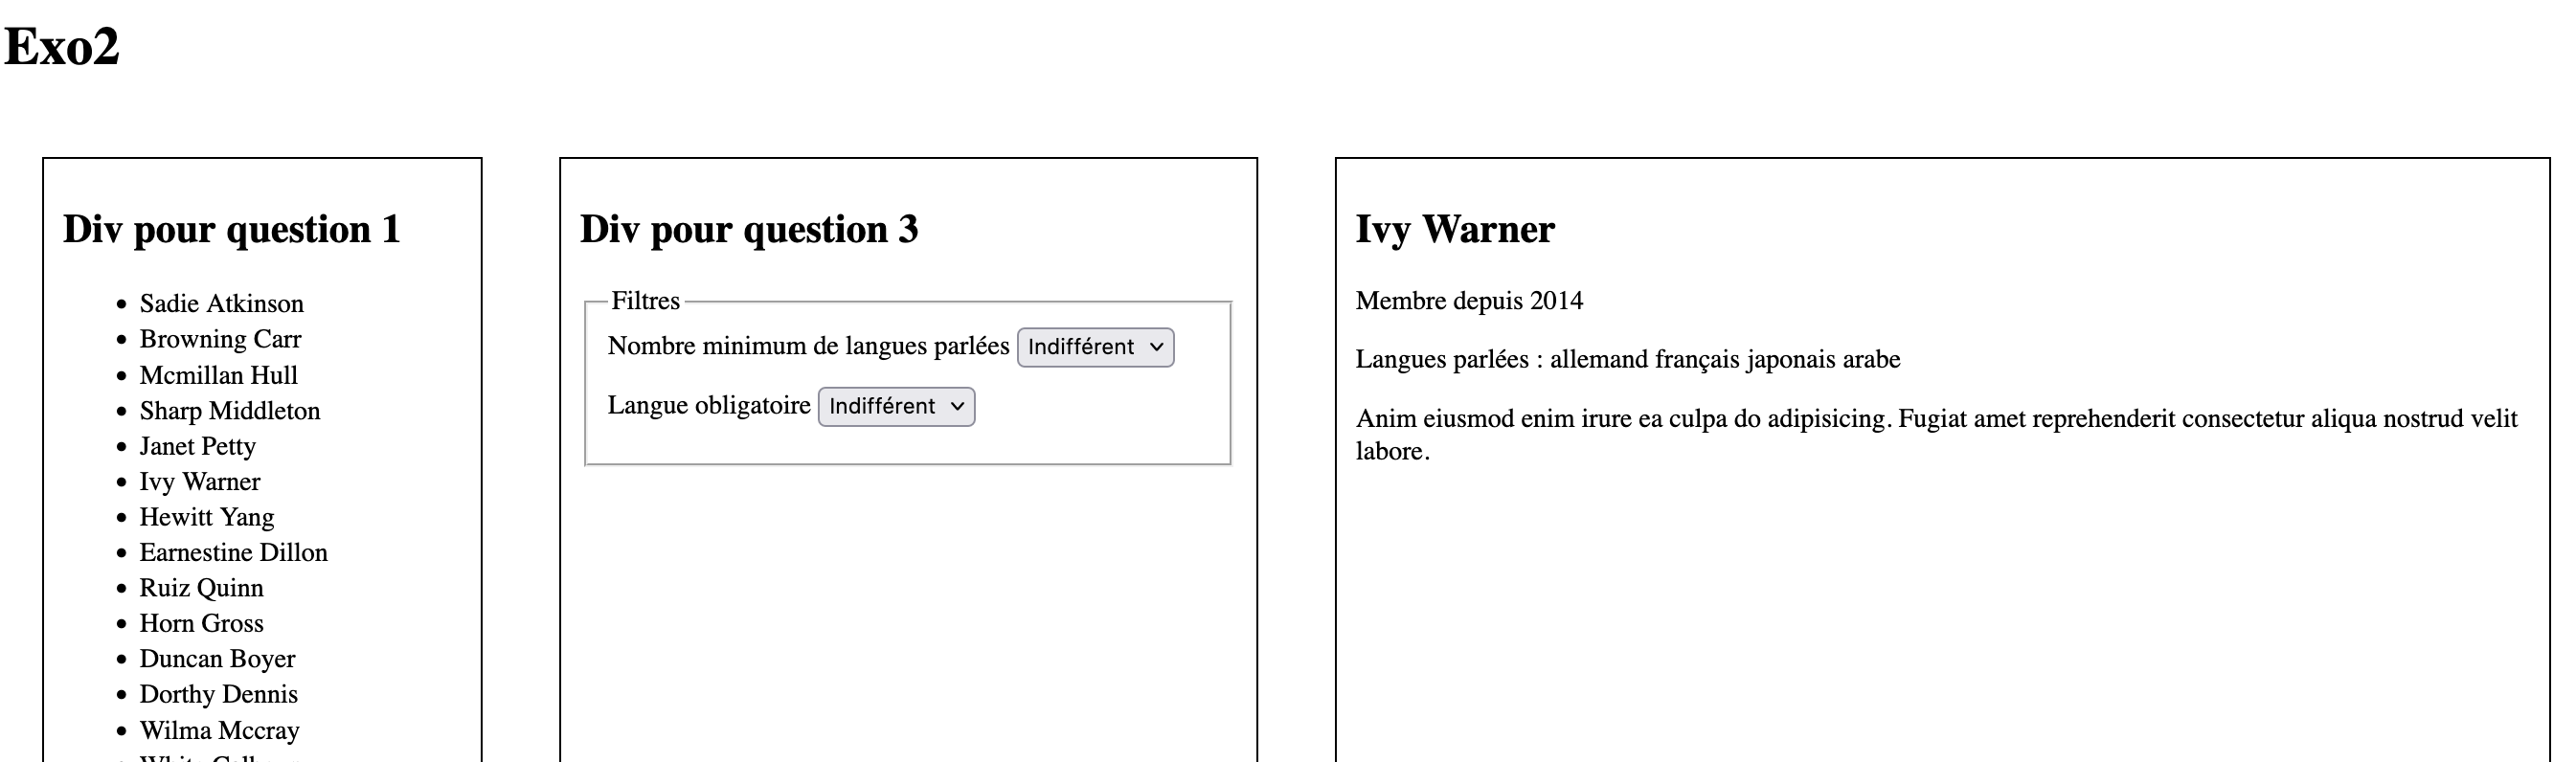 Exo2
Div pour question 1
Sadie Atkinson
Browning Carr
Mcmillan Hull
Sharp Middleton
Janet Petty
Ivy Warner
Hewitt Yang
Earnestine Dillon
Ruiz Quinn
Horn Gross
Duncan Boyer
Dorthy Dennis
Wilma Mccray
Div pour question 3
Filtres
Nombre minimum de langues parlées Indifférent
Langue obligatoire Indifférent
Ivy Warner
Membre depuis 2014
Langues parlées : allemand français japonais arabe
Anim eiusmod enim irure ea culpa do adipisicing. Fugiat amet reprehenderit consectetur aliqua nostrud velit
labore.